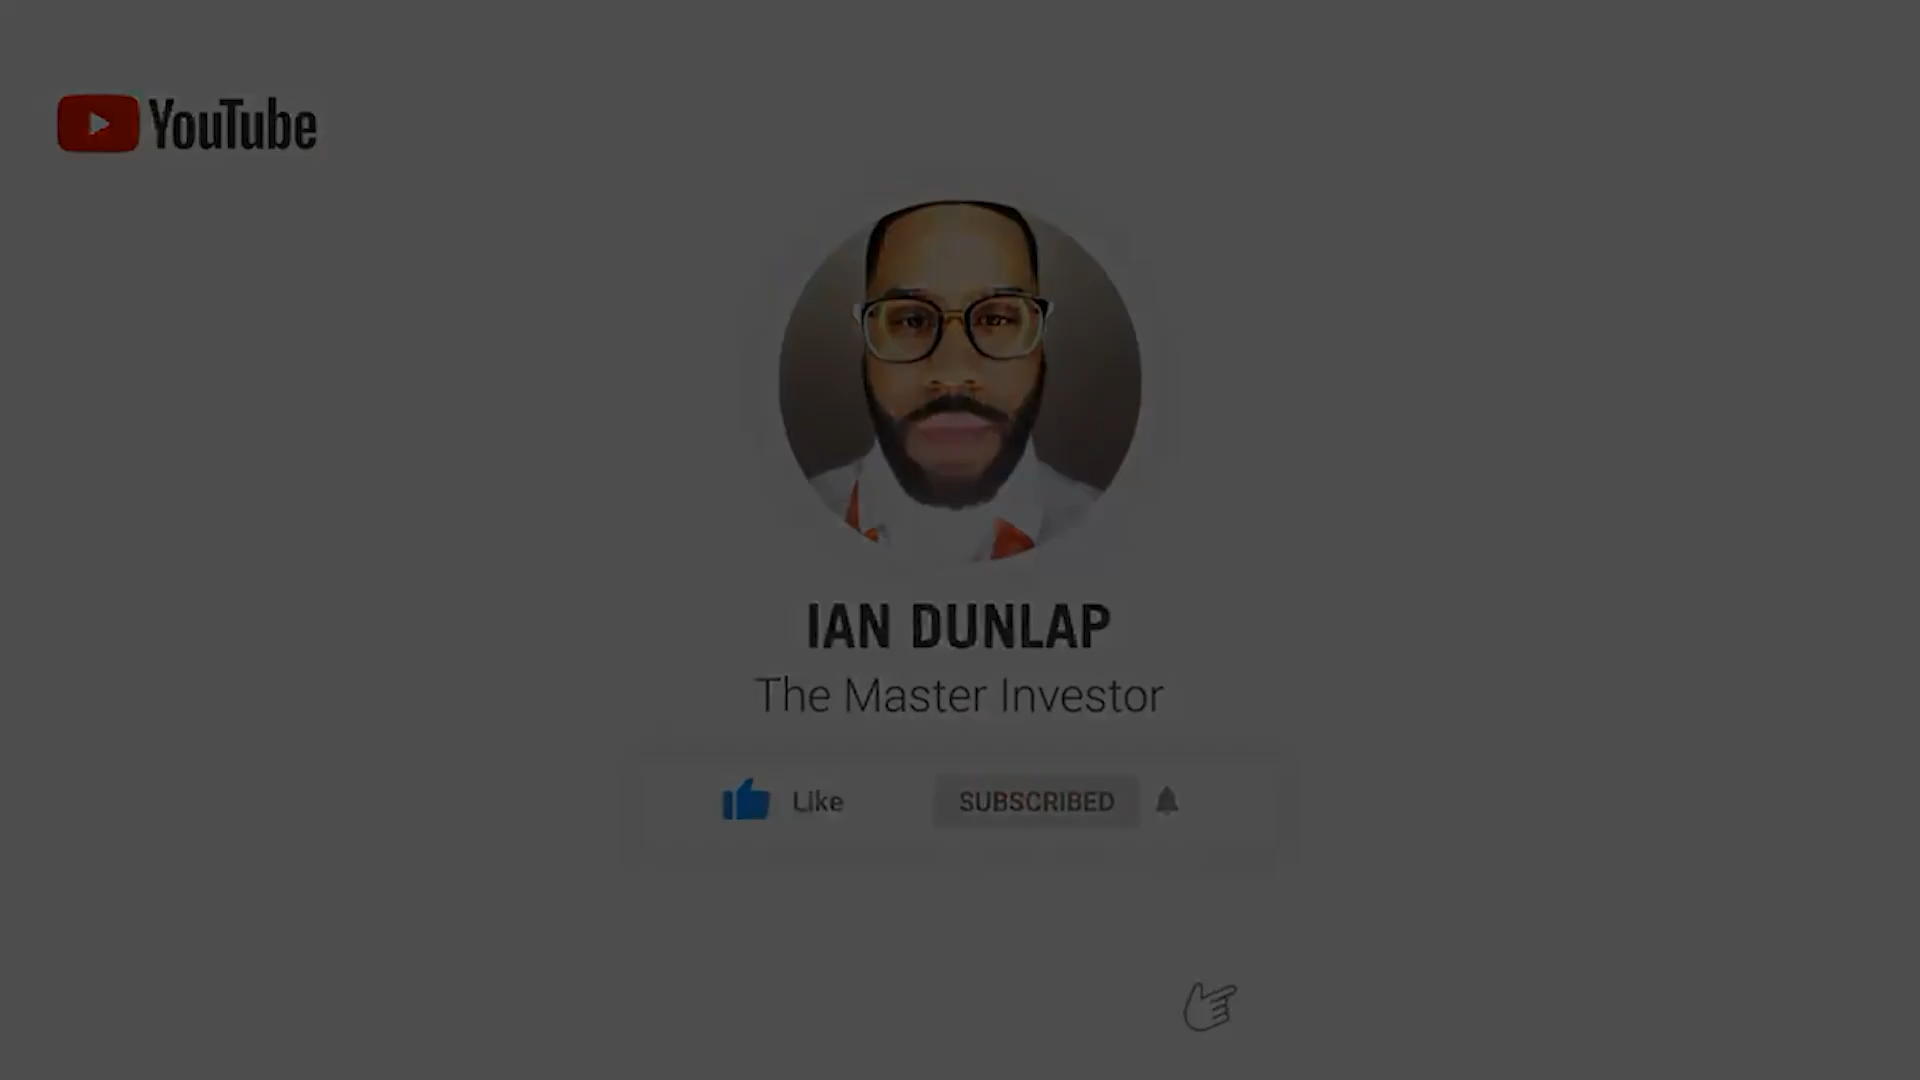 YouTube
IAN DUNLAP
The Master Investor
Like
SUBSCRIBED